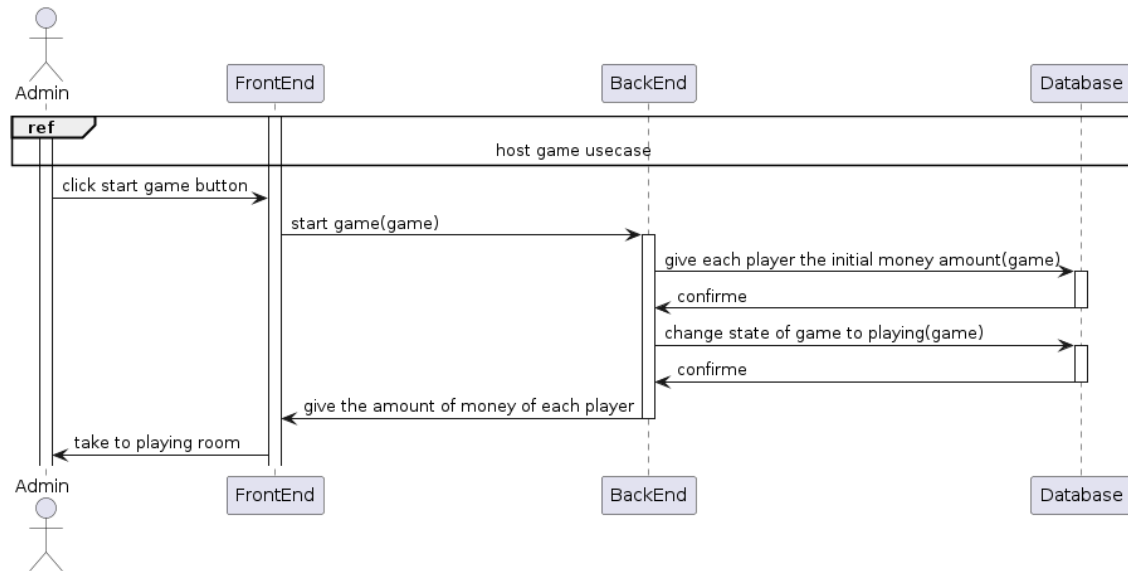 Admin
FrontEnd
BackEnd
Database
ref
host game usecase
click start game button
start game(game)
give each player the initial money amount(game)
confirme
change state of game to playing(game)
confirme
give the amount of money of each player
take to playing room
Admin
FrontEnd
BackEnd
Database